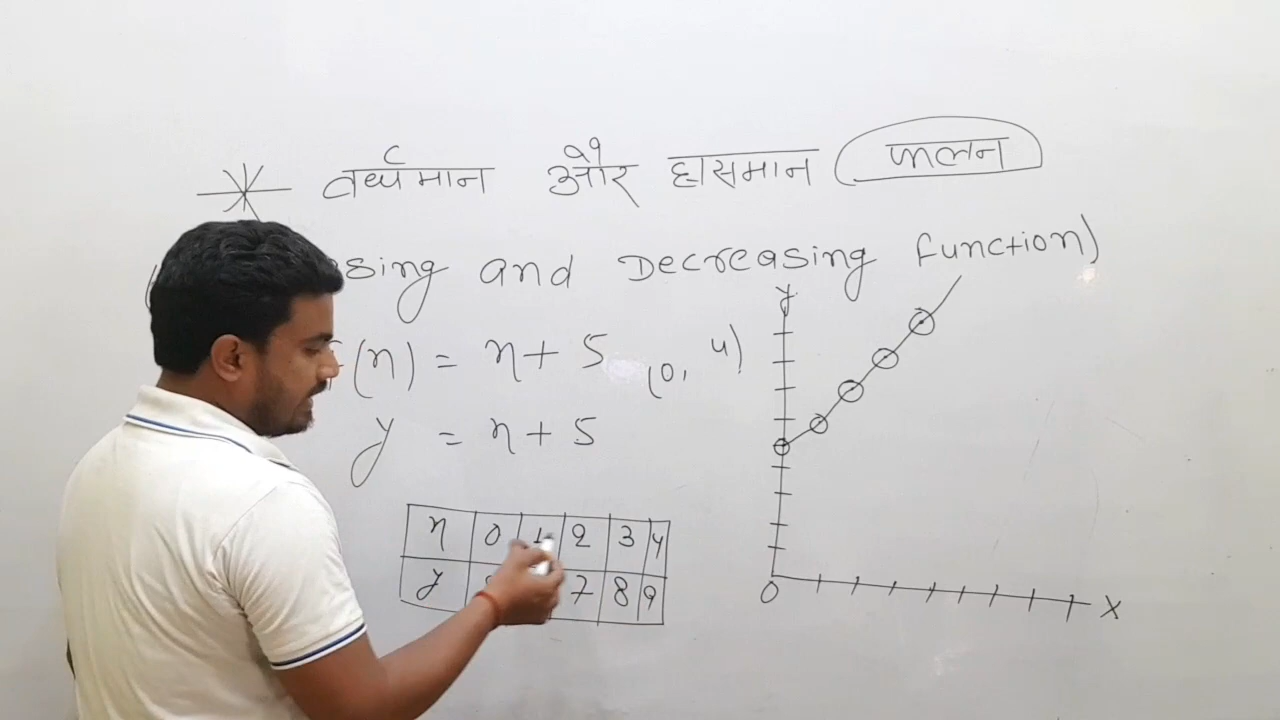 वर्धमान और ह्रासमान फलन
and Decreasing function)
(x) = x + 5 (0, 4)
y = x + 5
x 0 1 2 3 4
y 7 8 9
y
0 X